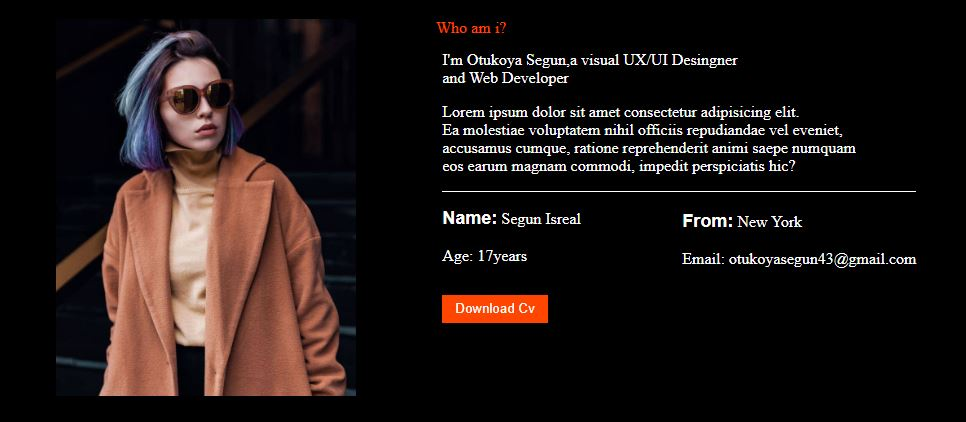 Who am i?
I'm Otukoya Segun,a visual UX/UI Desingner
and Web Developer
Lorem ipsum dolor sit amet consectetur adipisicing elit.
Ea molestiae voluptatem nihil officiis repudiandae vel eveniet,
accusamus cumque, ratione reprehenderit animi saepe numquam
eos earum magnam commodi, impedit perspiciatis hic?
Name: Segun Isreal
From: New York
Age: 17years
Email: otukoyasegun43@gmail.com
Download Cv